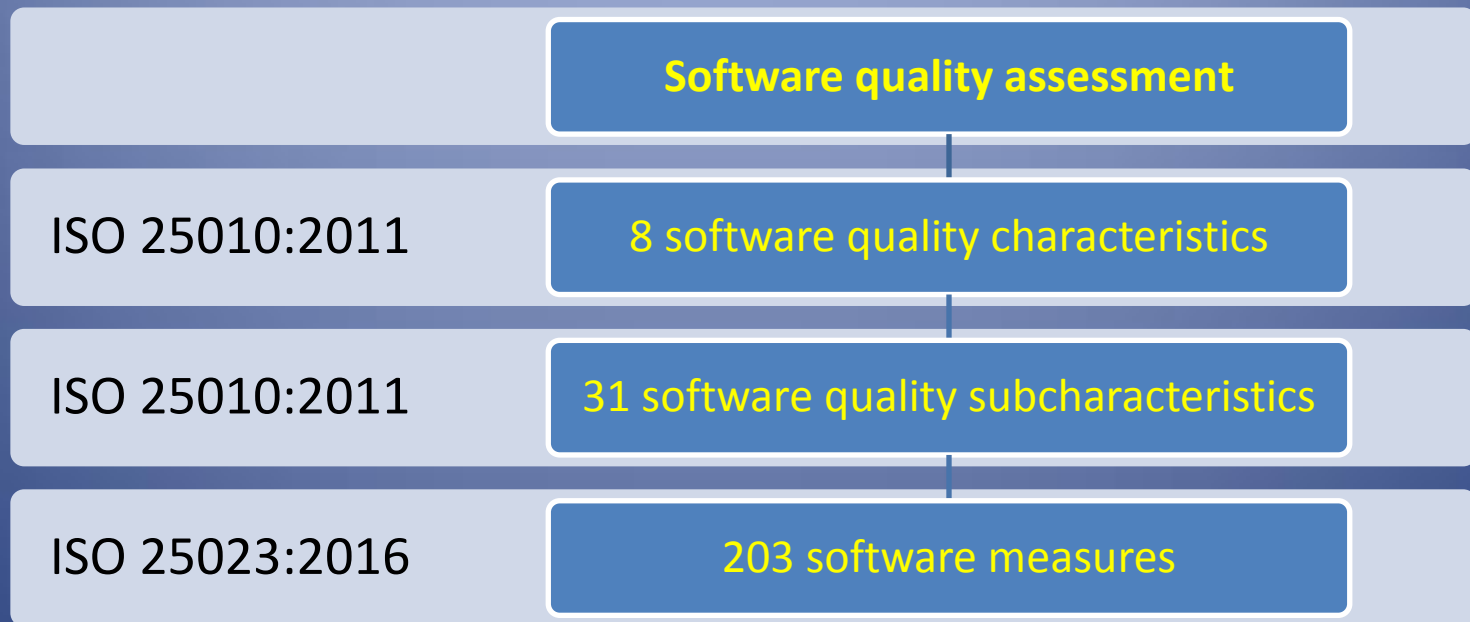 Software quality assessment
ISO 25010:2011
8 software quality characteristics
ISO 25010:2011
31 software quality subcharacteristics
ISO 25023:2016
203 software measures